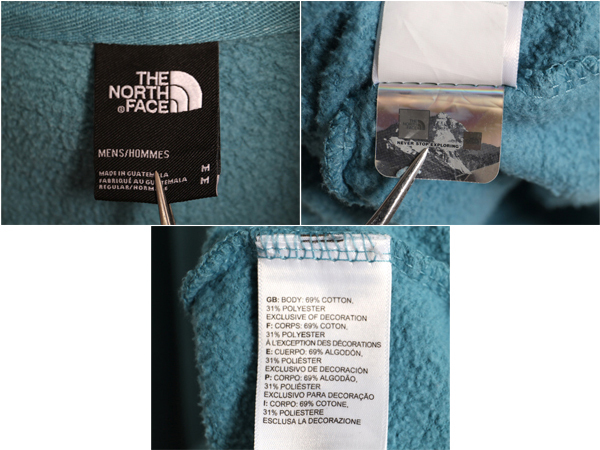 THE
NORTH
FACE
MENS/HOMMES
MADE IN GUATEMALA M
FABRIQUÉ AU GUATEMALA M
REGULAR/NORMAL
NEVER STOP EXPLORING
GB: BODY: 69% COTTON,
31% POLYESTER
EXCLUSIVE OF DECORATION
F: CORPS: 69% COTON,
31% POLYESTER
À L'EXCEPTION DES DÉCORATIONS
E: CUERPO: 69% ALGODÓN,
31% POLIÉSTER
EXCLUSIVO DE DECORACIÓN
P: CORPO: 69% ALGODÃO,
31% POLIÉSTER
EXCLUSIVO PARA DECORAÇÃO
I: CORPO: 69% COTONE,
31% POLIESTERE
ESCLUSA LA DECORAZIONE